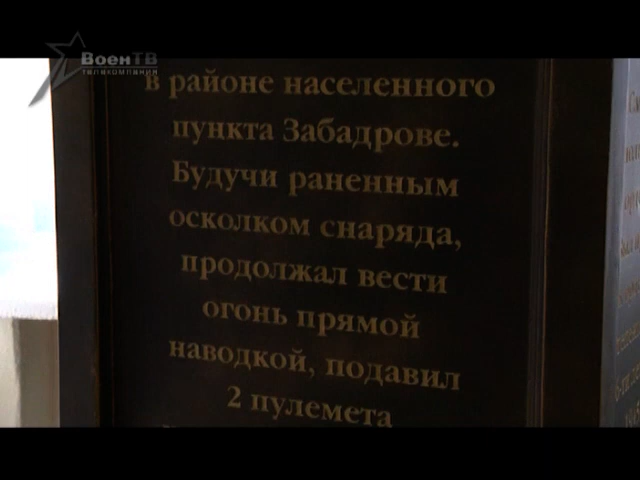 ВоенТВ
телекомпания
в районе населенного
пункта Забадрове.
Будучи раненным
осколком снаряда,
продолжал вести
огонь прямой
наводкой, подавил
2 пулемета